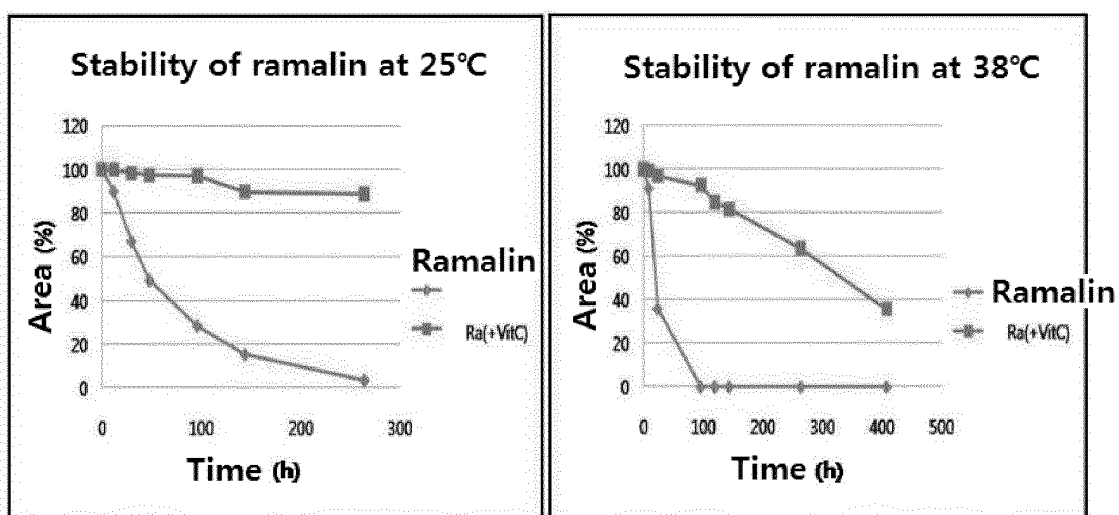 Stability of ramalin at 25℃
120
100
80
60
40
20
0
Area (%)
0 100 200 300
Time (h)
Ramalin
Ra(+VitC)
Stability of ramalin at 38℃
120
100
80
60
40
20
0
Area (%)
0 100 200 300 400 500
Time (h)
Ramalin
Ra(+VitC)